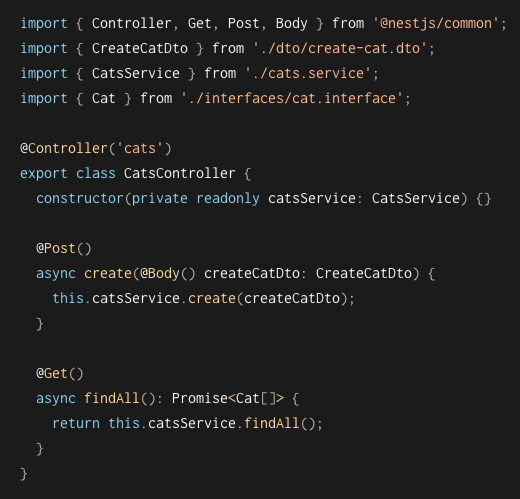 import { Controller, Get, Post, Body } from '@nestjs/common';
import { CreateCatDto } from './dto/create-cat.dto';
import { CatsService } from './cats.service';
import { Cat } from './interfaces/cat.interface';

@Controller('cats')
export class CatsController {
  constructor(private readonly catsService: CatsService) {}

  @Post()
  async create(@Body() createCatDto: CreateCatDto) {
    this.catsService.create(createCatDto);
  }

  @Get()
  async findAll(): Promise<Cat[]> {
    return this.catsService.findAll();
  }
}